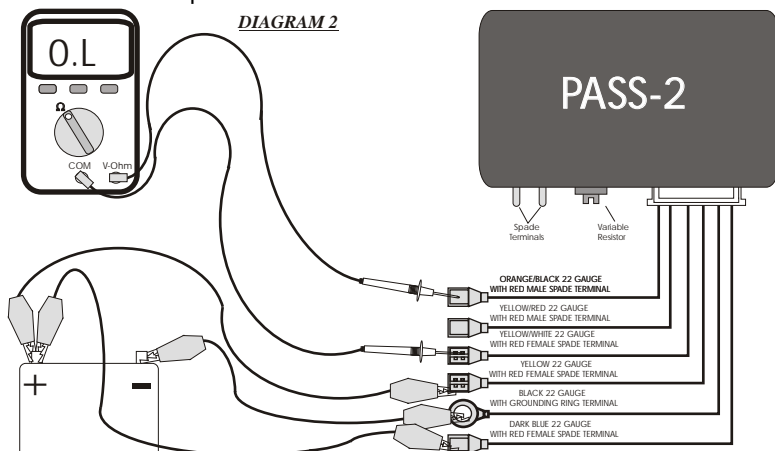 DIAGRAM 2
O.L
PASS-2
Ω
COM V-Ohm
Spade
Terminals
Variable
Resistor
ORANGE/BLACK 22 GAUGE
WITH RED MALE SPADE TERMINAL
YELLOW/RED 22 GAUGE
WITH RED MALE SPADE TERMINAL
YELLOW/WHITE 22 GAUGE
WITH RED FEMALE SPADE TERMINAL
YELLOW 22 GAUGE
WITH RED FEMALE SPADE TERMINAL
BLACK 22 GAUGE
WITH GROUNDING RING TERMINAL
DARK BLUE 22 GAUGE
WITH RED FEMALE SPADE TERMINAL
+ −